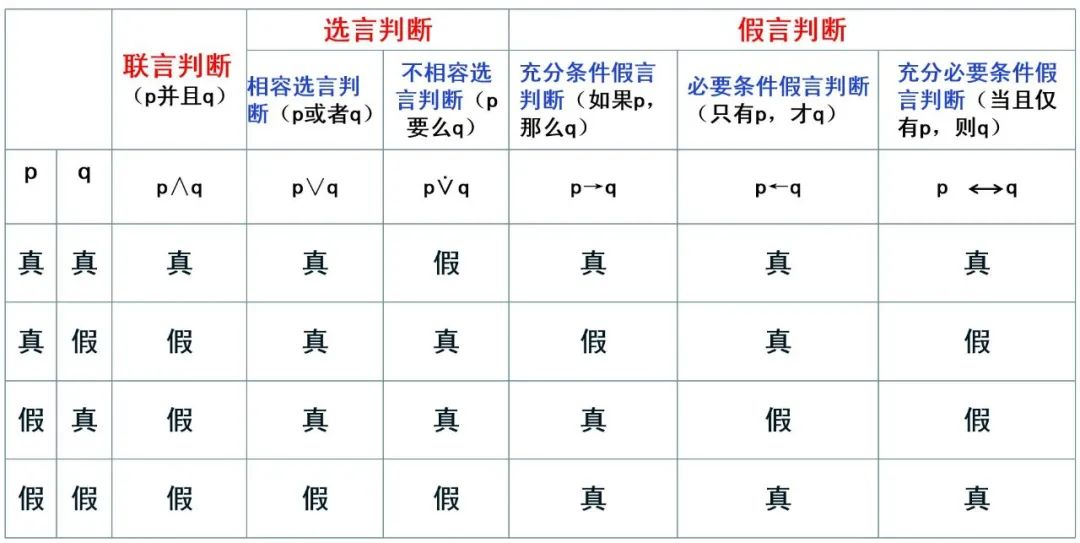 选言判断 假言判断
联言判断
（p并且q）
相容选言判
断（p或者q）
不相容选
言判断（p
要么q）
充分条件假言
判断（如果p，
那么q）
必要条件假言判断
（只有p，才q）
充分必要条件假
言判断（当且仅
有p，则q）
p q p∧q p∨q p∨̇q p→q p←q p ⟷q
真 真 真 真 假 真 真 真
真 假 假 真 真 假 真 假
假 真 假 真 真 真 假 假
假 假 假 假 假 真 真 真